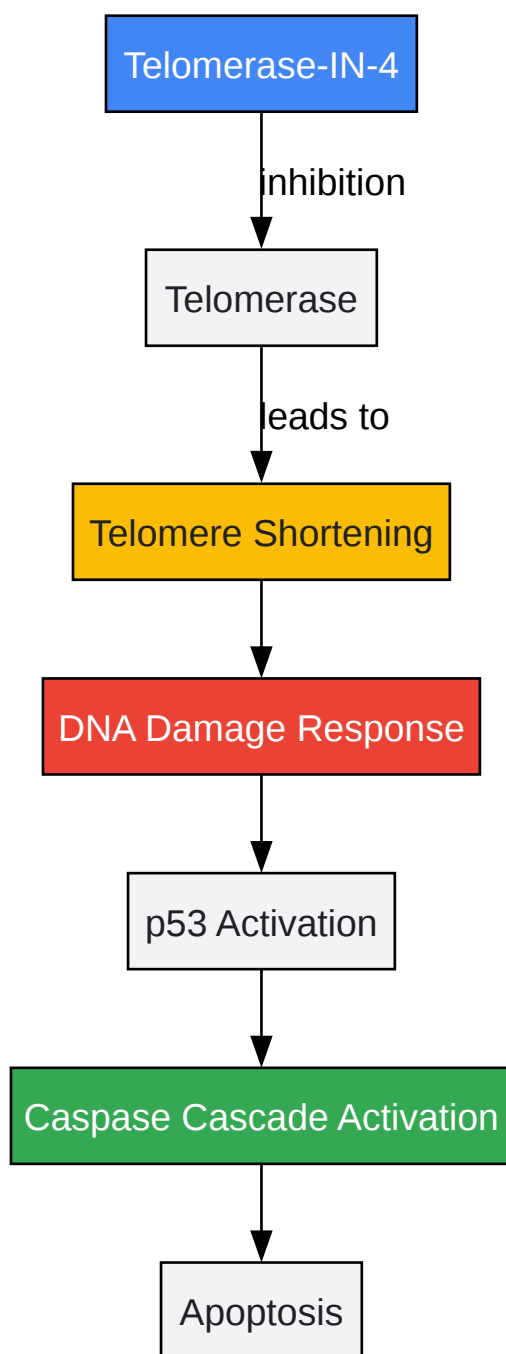 Telomerase-IN-4
inhibition
Telomerase
leads to
Telomere Shortening
DNA Damage Response
p53 Activation
Caspase Cascade Activation
Apoptosis